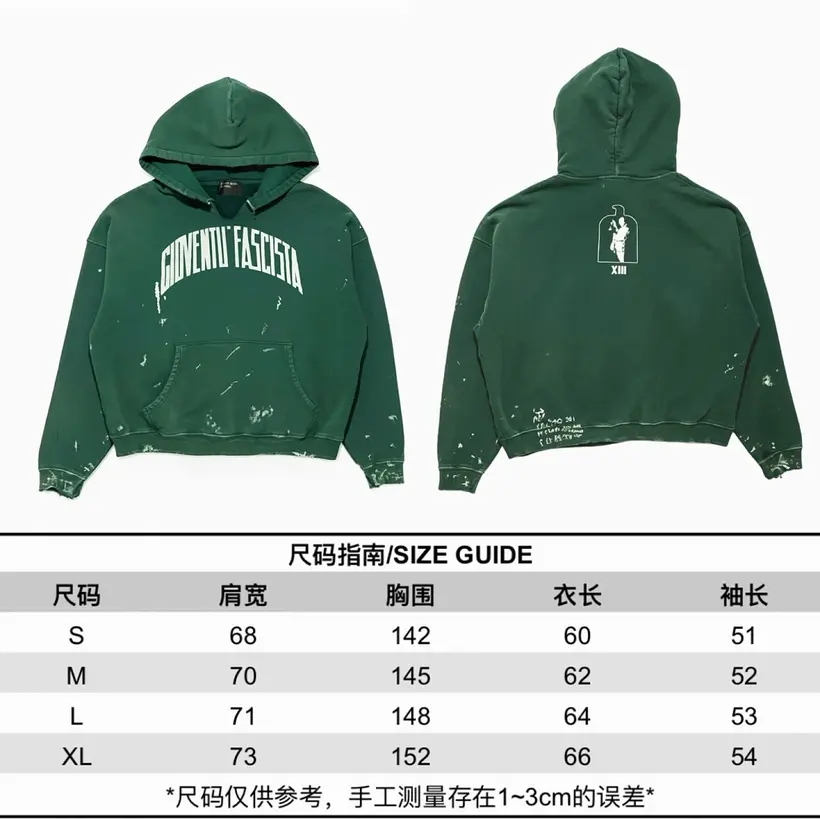 GIOVENTU' FASCISTA
XIII
尺码指南/SIZE GUIDE
尺码 肩宽 胸围 衣长 袖长
S 68 142 60 51
M 70 145 62 52
L 71 148 64 53
XL 73 152 66 54
*尺码仅供参考，手工测量存在1~3cm的误差*